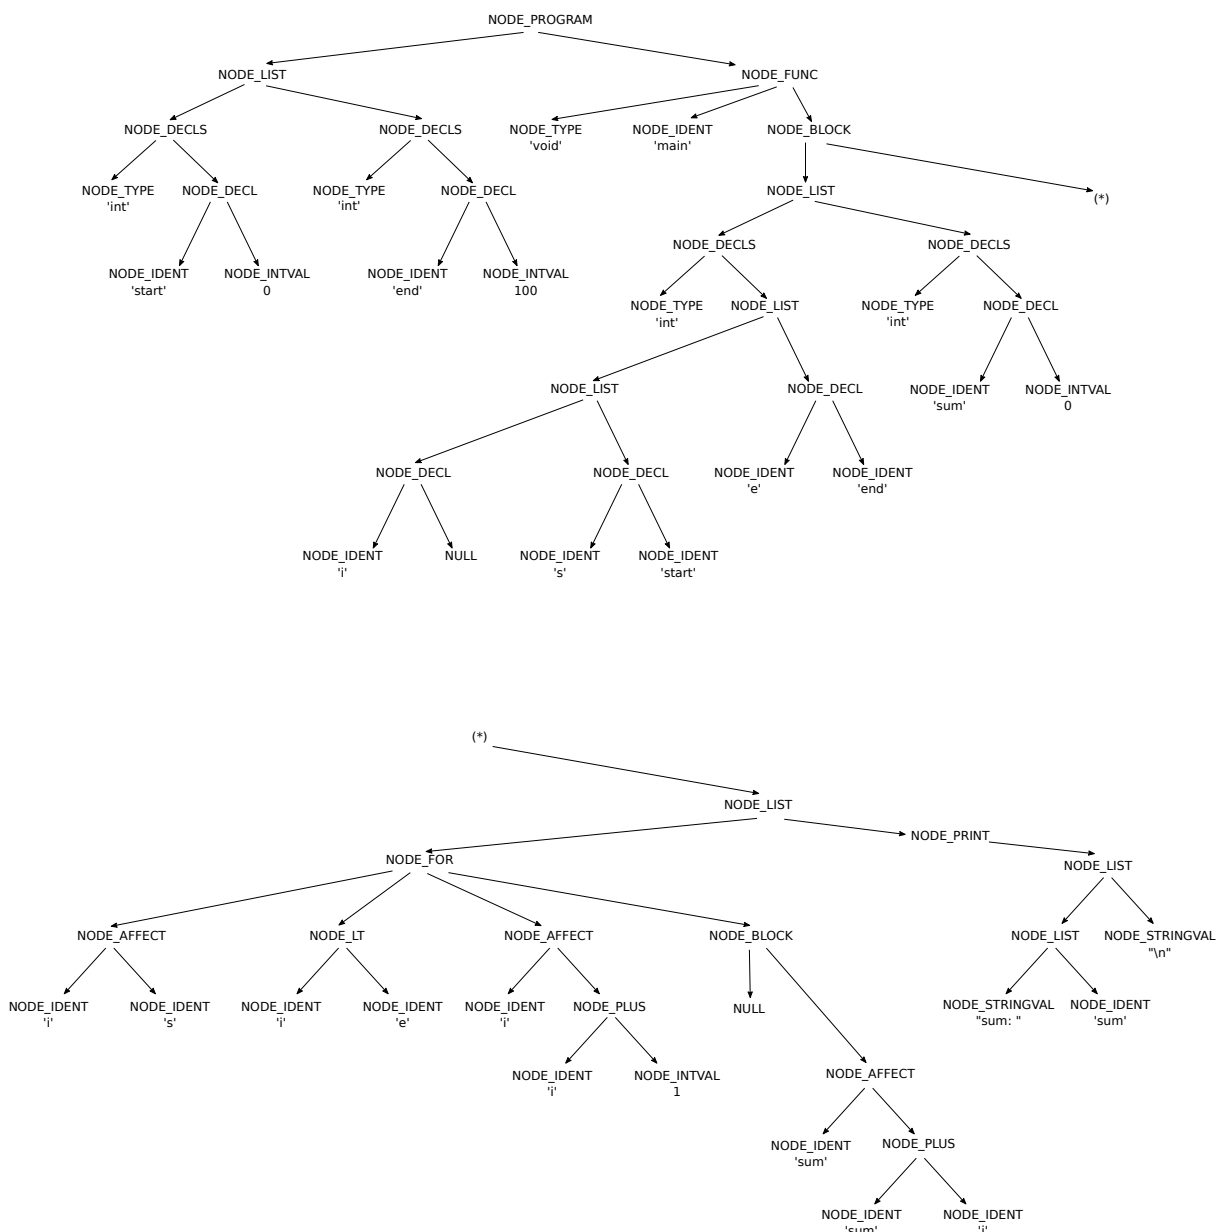 NODE_PROGRAM
NODE_LIST NODE_FUNC
NODE_DECLS NODE_DECLS NODE_TYPE NODE_IDENT NODE_BLOCK
'void' 'main'
NODE_TYPE NODE_DECL NODE_TYPE NODE_DECL NODE_LIST
'int' 'int' (*)
NODE_DECLS NODE_DECLS
NODE_IDENT NODE_INTVAL NODE_IDENT NODE_INTVAL
'start' 0 'end' 100
NODE_TYPE NODE_LIST NODE_TYPE NODE_DECL
'int' 'int'
NODE_LIST NODE_DECL NODE_IDENT NODE_INTVAL
'sum' 0
NODE_DECL NODE_DECL NODE_IDENT NODE_IDENT
'e' 'end'
NODE_IDENT NULL NODE_IDENT NODE_IDENT
'i' 's' 'start'
(*)
NODE_LIST
NODE_PRINT
NODE_FOR NODE_LIST
NODE_AFFECT NODE_LT NODE_AFFECT NODE_BLOCK NODE_LIST NODE_STRINGVAL
"\n"
NODE_IDENT NODE_IDENT NODE_IDENT NODE_IDENT NODE_IDENT NODE_PLUS NULL NODE_STRINGVAL NODE_IDENT
'i' 's' 'i' 'e' 'i' "sum: " 'sum'
NODE_IDENT NODE_INTVAL NODE_AFFECT
'i' 1
NODE_IDENT NODE_PLUS
'sum'
NODE_IDENT NODE_IDENT
'sum' 'i'